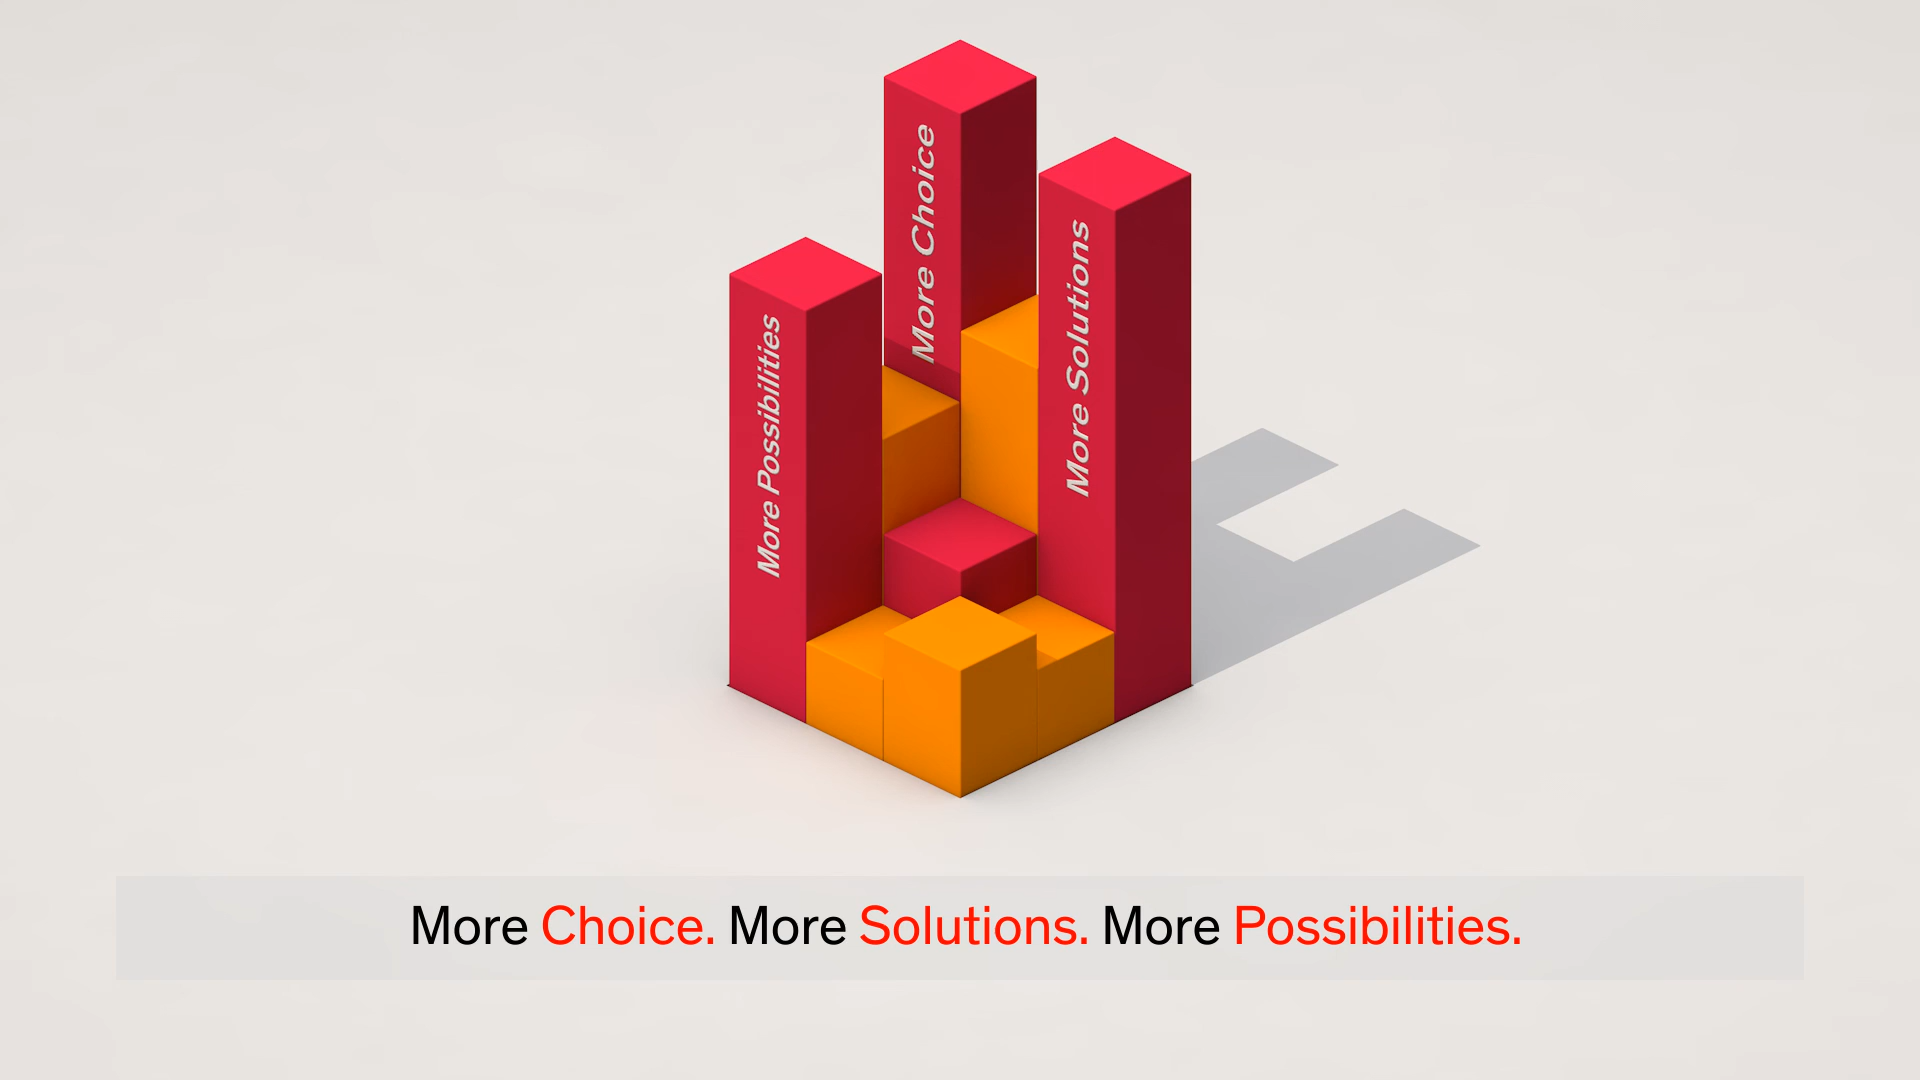 More Choice
More Solutions
More Possibilities
More Choice. More Solutions. More Possibilities.